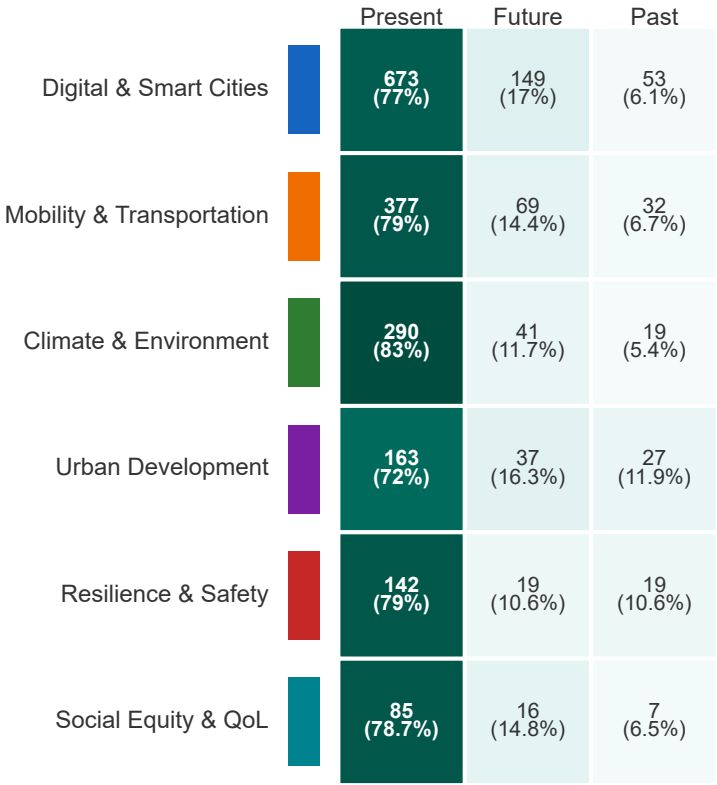 Present Future Past
Digital & Smart Cities
673 149 53
(77%) (17%) (6.1%)
Mobility & Transportation
377 69 32
(79%) (14.4%) (6.7%)
Climate & Environment
290 41 19
(83%) (11.7%) (5.4%)
Urban Development
163 37 27
(72%) (16.3%) (11.9%)
Resilience & Safety
142 19 19
(79%) (10.6%) (10.6%)
Social Equity & QoL
85 16 7
(78.7%) (14.8%) (6.5%)